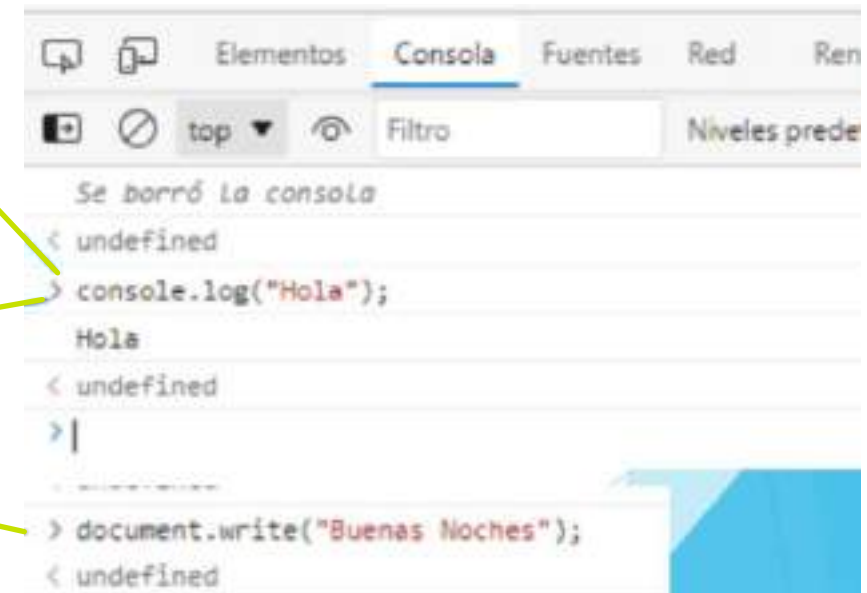 Elementos Consola Fuentes Red
top Filtro Niveles
Se borró la consola
< undefined
> console.log("Hola");
Hola
< undefined
>
> document.write("Buenas Noches");
< undefined